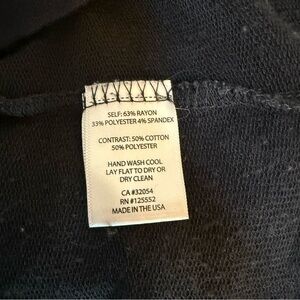 SELF: 63% RAYON
33% POLYESTER 4% SPANDEX
CONTRAST: 50% COTTON
50% POLYESTER
HAND WASH COOL
LAY FLAT TO DRY OR
DRY CLEAN
CA #32054
RN #125552
MADE IN THE USA